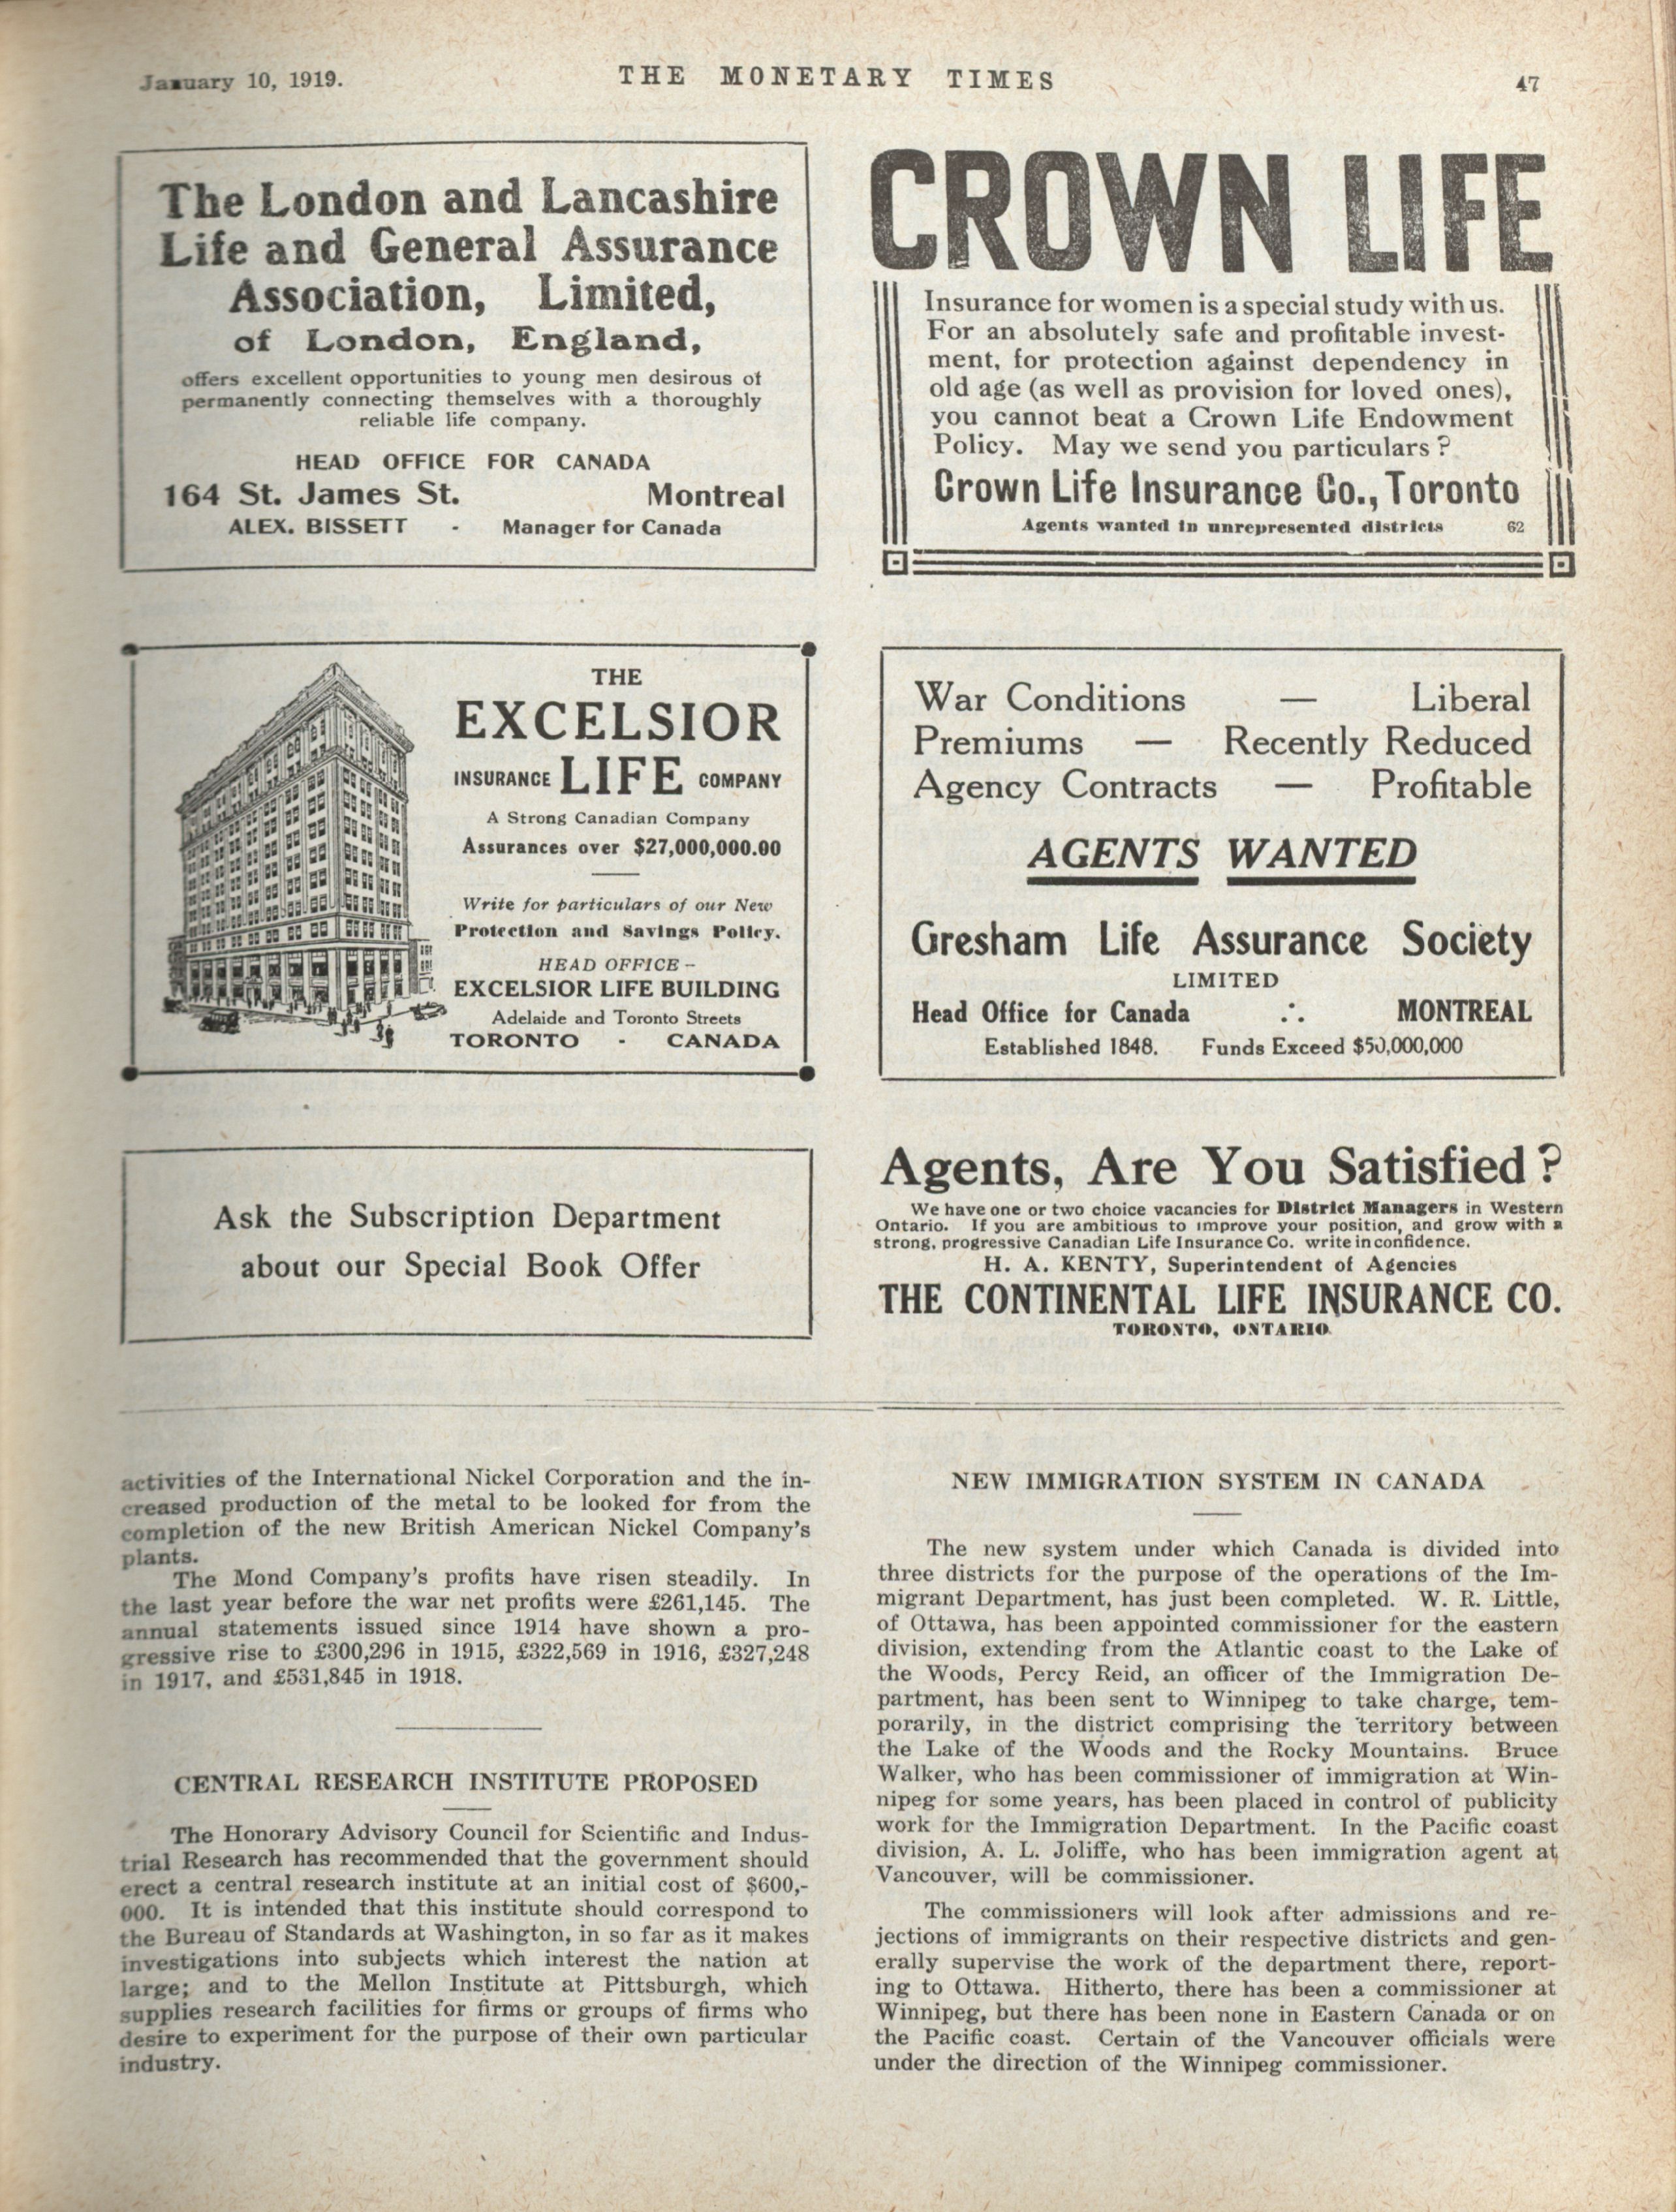 January 10, 1919.
THE MONETARY TIMES
47
The London and Lancashire
Life and General Assurance
Association, Limited,
of London, England,
offers excellent opportunities to young men desirous of
permanently connecting themselves with a thoroughly
reliable life company.
HEAD OFFICE FOR CANADA
164 St. James St. Montreal
ALEX. BISSETT - Manager for Canada
CROWN LIFE
Insurance for women is a special study with us.
For an absolutely safe and profitable invest-
ment, for protection against dependency in
old age (as well as provision for loved ones),
you cannot beat a Crown Life Endowment
Policy. May we send you particulars?
Crown Life Insurance Co., Toronto
Agents wanted in unrepresented districts 62
THE
EXCELSIOR
INSURANCE LIFE COMPANY
A Strong Canadian Company
Assurances over $27,000,000.00
Write for particulars of our New
Protection and Savings Policy.
HEAD OFFICE –
EXCELSIOR LIFE BUILDING
Adelaide and Toronto Streets
TORONTO - CANADA
War Conditions — Liberal
Premiums — Recently Reduced
Agency Contracts — Profitable
AGENTS WANTED
Gresham Life Assurance Society
LIMITED
Head Office for Canada ∴ MONTREAL
Established 1848. Funds Exceed $50,000,000
Ask the Subscription Department
about our Special Book Offer
Agents, Are You Satisfied?
We have one or two choice vacancies for District Managers in Western
Ontario. If you are ambitious to improve your position, and grow with a
strong, progressive Canadian Life Insurance Co. write in confidence.
H. A. KENTY, Superintendent of Agencies
THE CONTINENTAL LIFE INSURANCE CO.
TORONTO, ONTARIO
activities of the International Nickel Corporation and the in-
creased production of the metal to be looked for from the
completion of the new British American Nickel Company's
plants.
The Mond Company's profits have risen steadily. In
the last year before the war net profits were £261,145. The
annual statements issued since 1914 have shown a pro-
gressive rise to £300,296 in 1915, £322,569 in 1916, £327,248
in 1917, and £531,845 in 1918.
CENTRAL RESEARCH INSTITUTE PROPOSED
The Honorary Advisory Council for Scientific and Indus-
trial Research has recommended that the government should
erect a central research institute at an initial cost of $600,-
000. It is intended that this institute should correspond to
the Bureau of Standards at Washington, in so far as it makes
investigations into subjects which interest the nation at
large; and to the Mellon Institute at Pittsburgh, which
supplies research facilities for firms or groups of firms who
desire to experiment for the purpose of their own particular
industry.
NEW IMMIGRATION SYSTEM IN CANADA
The new system under which Canada is divided into
three districts for the purpose of the operations of the Im-
migrant Department, has just been completed. W. R. Little,
of Ottawa, has been appointed commissioner for the eastern
division, extending from the Atlantic coast to the Lake of
the Woods, Percy Reid, an officer of the Immigration De-
partment, has been sent to Winnipeg to take charge, tem-
porarily, in the district comprising the territory between
the Lake of the Woods and the Rocky Mountains. Bruce
Walker, who has been commissioner of immigration at Win-
nipeg for some years, has been placed in control of publicity
work for the Immigration Department. In the Pacific coast
division, A. L. Joliffe, who has been immigration agent at
Vancouver, will be commissioner.
The commissioners will look after admissions and re-
jections of immigrants on their respective districts and gen-
erally supervise the work of the department there, report-
ing to Ottawa. Hitherto, there has been a commissioner at
Winnipeg, but there has been none in Eastern Canada or on
the Pacific coast. Certain of the Vancouver officials were
under the direction of the Winnipeg commissioner.